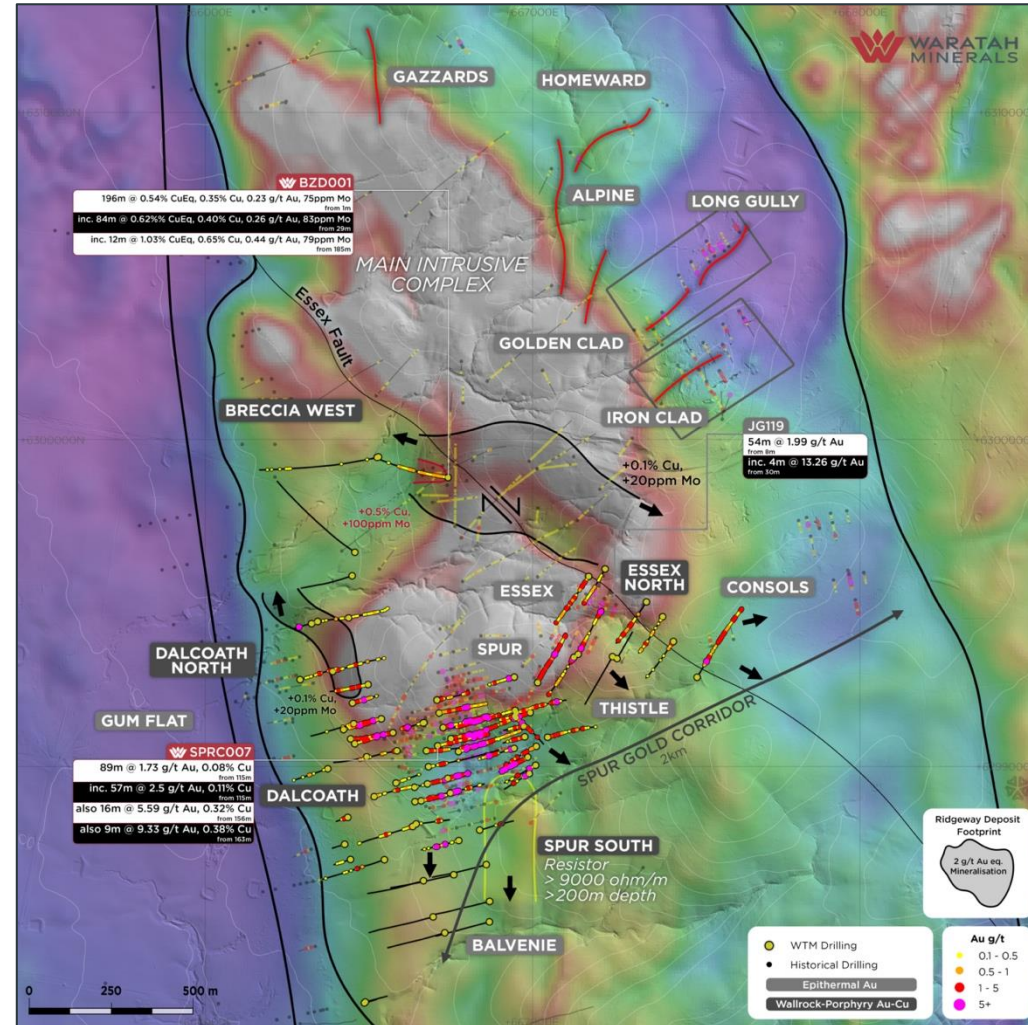 667000E
WARATAH
MINERALS
GAZZARDS
HOMEWARD
ALPINE
LONG GULLY
BZD001
196m @ 0.54% CuEq, 0.35% Cu, 0.23 g/t Au, 75ppm Mo
from 1m
inc. 84m @ 0.62%% CuEq, 0.40% Cu, 0.26 g/t Au, 83ppm Mo
from 29m
inc. 12m @ 1.03% CuEq, 0.65% Cu, 0.44 g/t Au, 79ppm Mo
from 185m
MAIN INTRUSIVE
COMPLEX
Essex Fault
GOLDEN CLAD
IRON CLAD
BRECCIA WEST
JG119
54m @ 1.99 g/t Au
from 8m
inc. 4m @ 13.26 g/t Au
from 30m
+0.1% Cu,
+20ppm Mo
+0.5% Cu,
+100ppm Mo
ESSEX
ESSEX
NORTH
CONSOLS
SPUR
DALCOATH
NORTH
+0.1% Cu,
+20ppm Mo
THISTLE
GUM FLAT
SPUR GOLD CORRIDOR
2km
SPRC007
89m @ 1.73 g/t Au, 0.08% Cu
from 115m
inc. 57m @ 2.5 g/t Au, 0.11% Cu
from 115m
also 16m @ 5.59 g/t Au, 0.32% Cu
from 156m
also 9m @ 9.33 g/t Au, 0.38% Cu
from 163m
DALCOATH
SPUR SOUTH
Resistor
> 9000 ohm/m
>200m depth
BALVENIE
Ridgeway Deposit
Footprint
2 g/t Au eq.
Mineralisation
WTM Drilling
Historical Drilling
Epithermal Au
Wallrock-Porphyry Au-Cu
Au g/t
0.1 - 0.5
0.5 - 1
1 - 5
5+
0 250 500 m